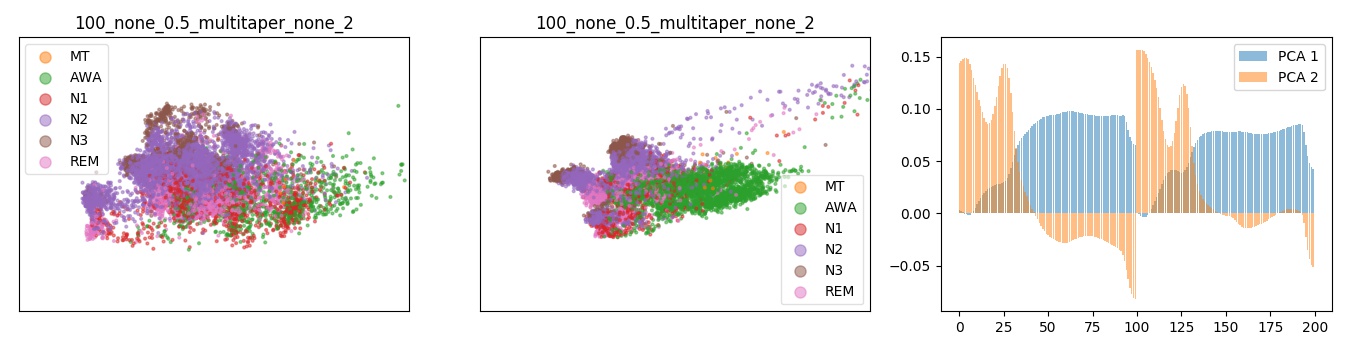 100_none_0.5_multitaper_none_2
MT
AWA
N1
N2
N3
REM
100_none_0.5_multitaper_none_2
MT
AWA
N1
N2
N3
REM
PCA 1
PCA 2
0.15
0.10
0.05
0.00
−0.05
0 25 50 75 100 125 150 175 200